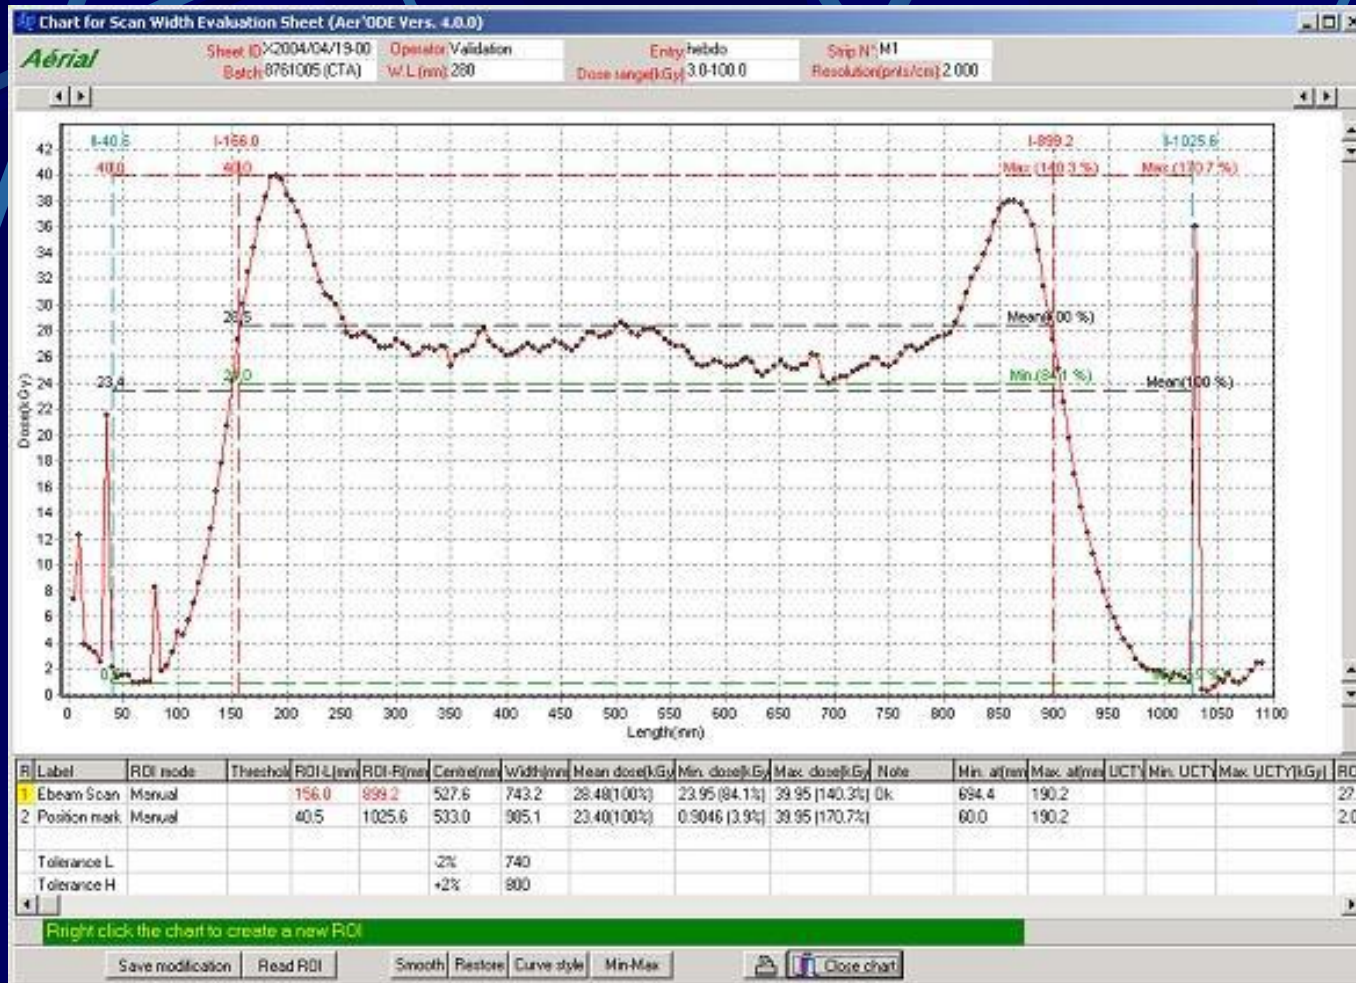 Chart for Scan Width Evaluation Sheet (Aer'ODE Vers. 4.0.0)
Aérial
Sheet ID X2004/04/19-00 Operator Validation Entry hebdo Strip N° M1
Batch 8761005 (CTA) W.L.(nm) 280 Dose range(kGy) 3.0-100.0 Resolution(pnts/cm) 2.000
II-40.5 I-166.0 I-899.2 II-1025.6
40.0 40.0 Max.(140.3 %) Max.(170.7 %)
28.5 Mean(100 %)
24.0 Min.(84.1 %)
23.4 Mean(100 %)
42
40
38
36
34
32
30
28
26
24
22
20
18
16
14
12
10
8
6
4
2
0
Dose(kGy)
0 50 100 150 200 250 300 350 400 450 500 550 600 650 700 750 800 850 900 950 1000 1050 1100
Length(mm)
R Label ROI mode Threshol ROI-L(mm ROI-R(mm Centre(mm Width(mm Mean dose(kGy Min. dose(kGy Max. dose(kGy Note Min. at(mm Max. at(mm UCTY Min. UCTY Max. UCTY(kGy) RO
1 Ebeam Scan Manual 156.0 899.2 527.6 743.2 28.48(100%) 23.95 (84.1%) 39.95 (140.3%) Ok 694.4 190.2 27.
2 Position mark Manual 40.5 1025.6 533.0 985.1 23.40(100%) 0.9046 (3.9%) 39.95 (170.7%) 60.0 190.2 2.0
Tolerance L -2% 740
Tolerance H +2% 800
Rright click the chart to create a new ROI
Save modification Read ROI Smooth Restore Curve style Min-Max Close chart